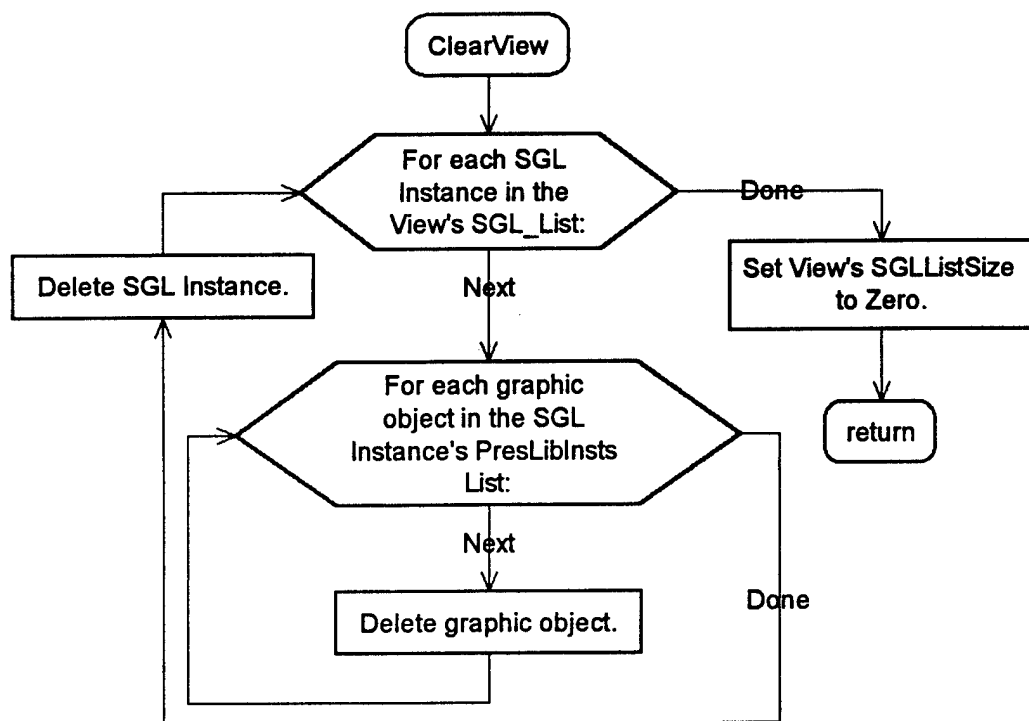 ClearView
For each SGL
Instance in the
View's SGL_List:
Done
Delete SGL Instance.
Next
Set View's SGLListSize
to Zero.
For each graphic
object in the SGL
Instance's PresLibInsts
List:
return
Next
Delete graphic object.
Done